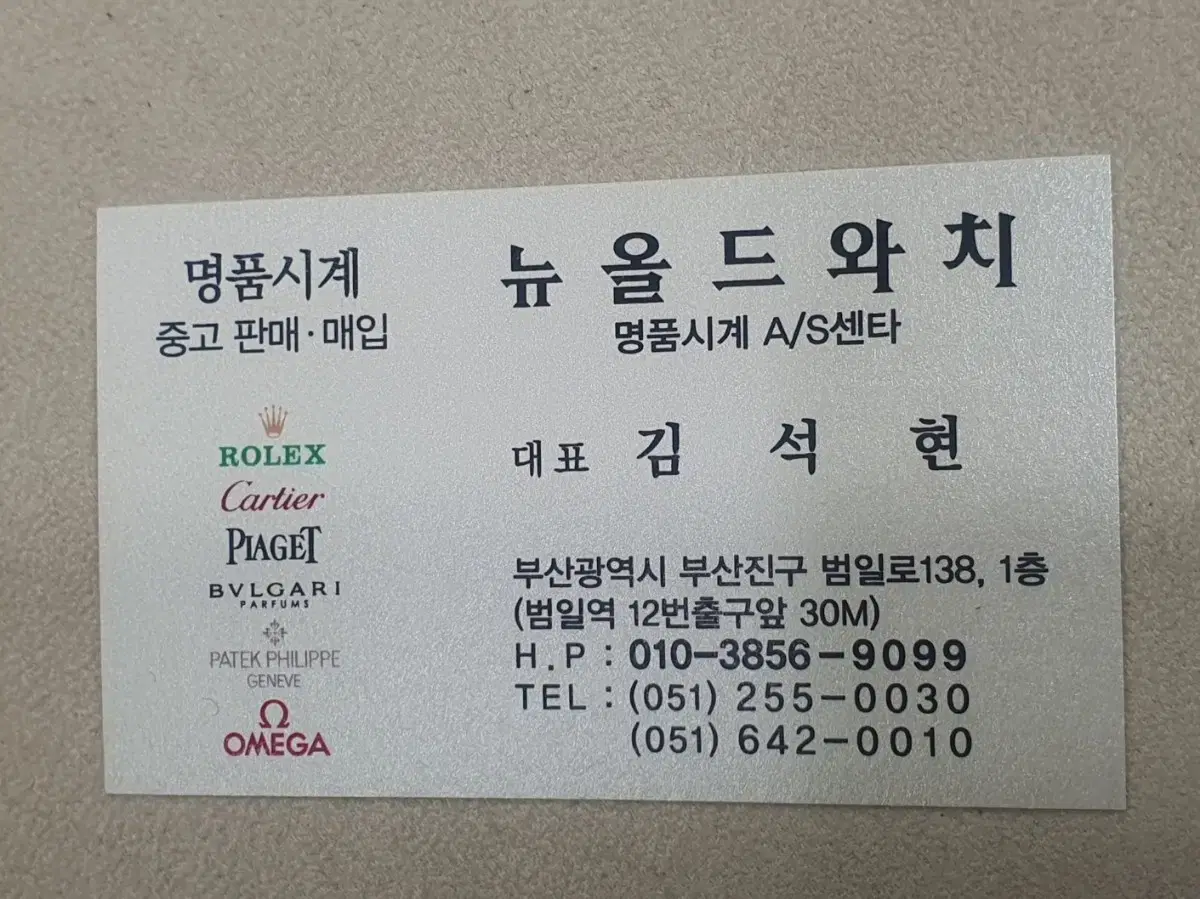 명품시계
중고 판매·매입
ROLEX
Cartier
PIAGET
BVLGARI
PARFUMS
PATEK PHILIPPE
GENEVE
Ω
OMEGA
뉴올드와치
명품시계 A/S센타
대표 김석현
부산광역시 부산진구 범일로138, 1층
(범일역 12번출구앞 30M)
H.P : 010-3856-9099
TEL : (051) 255-0030
(051) 642-0010